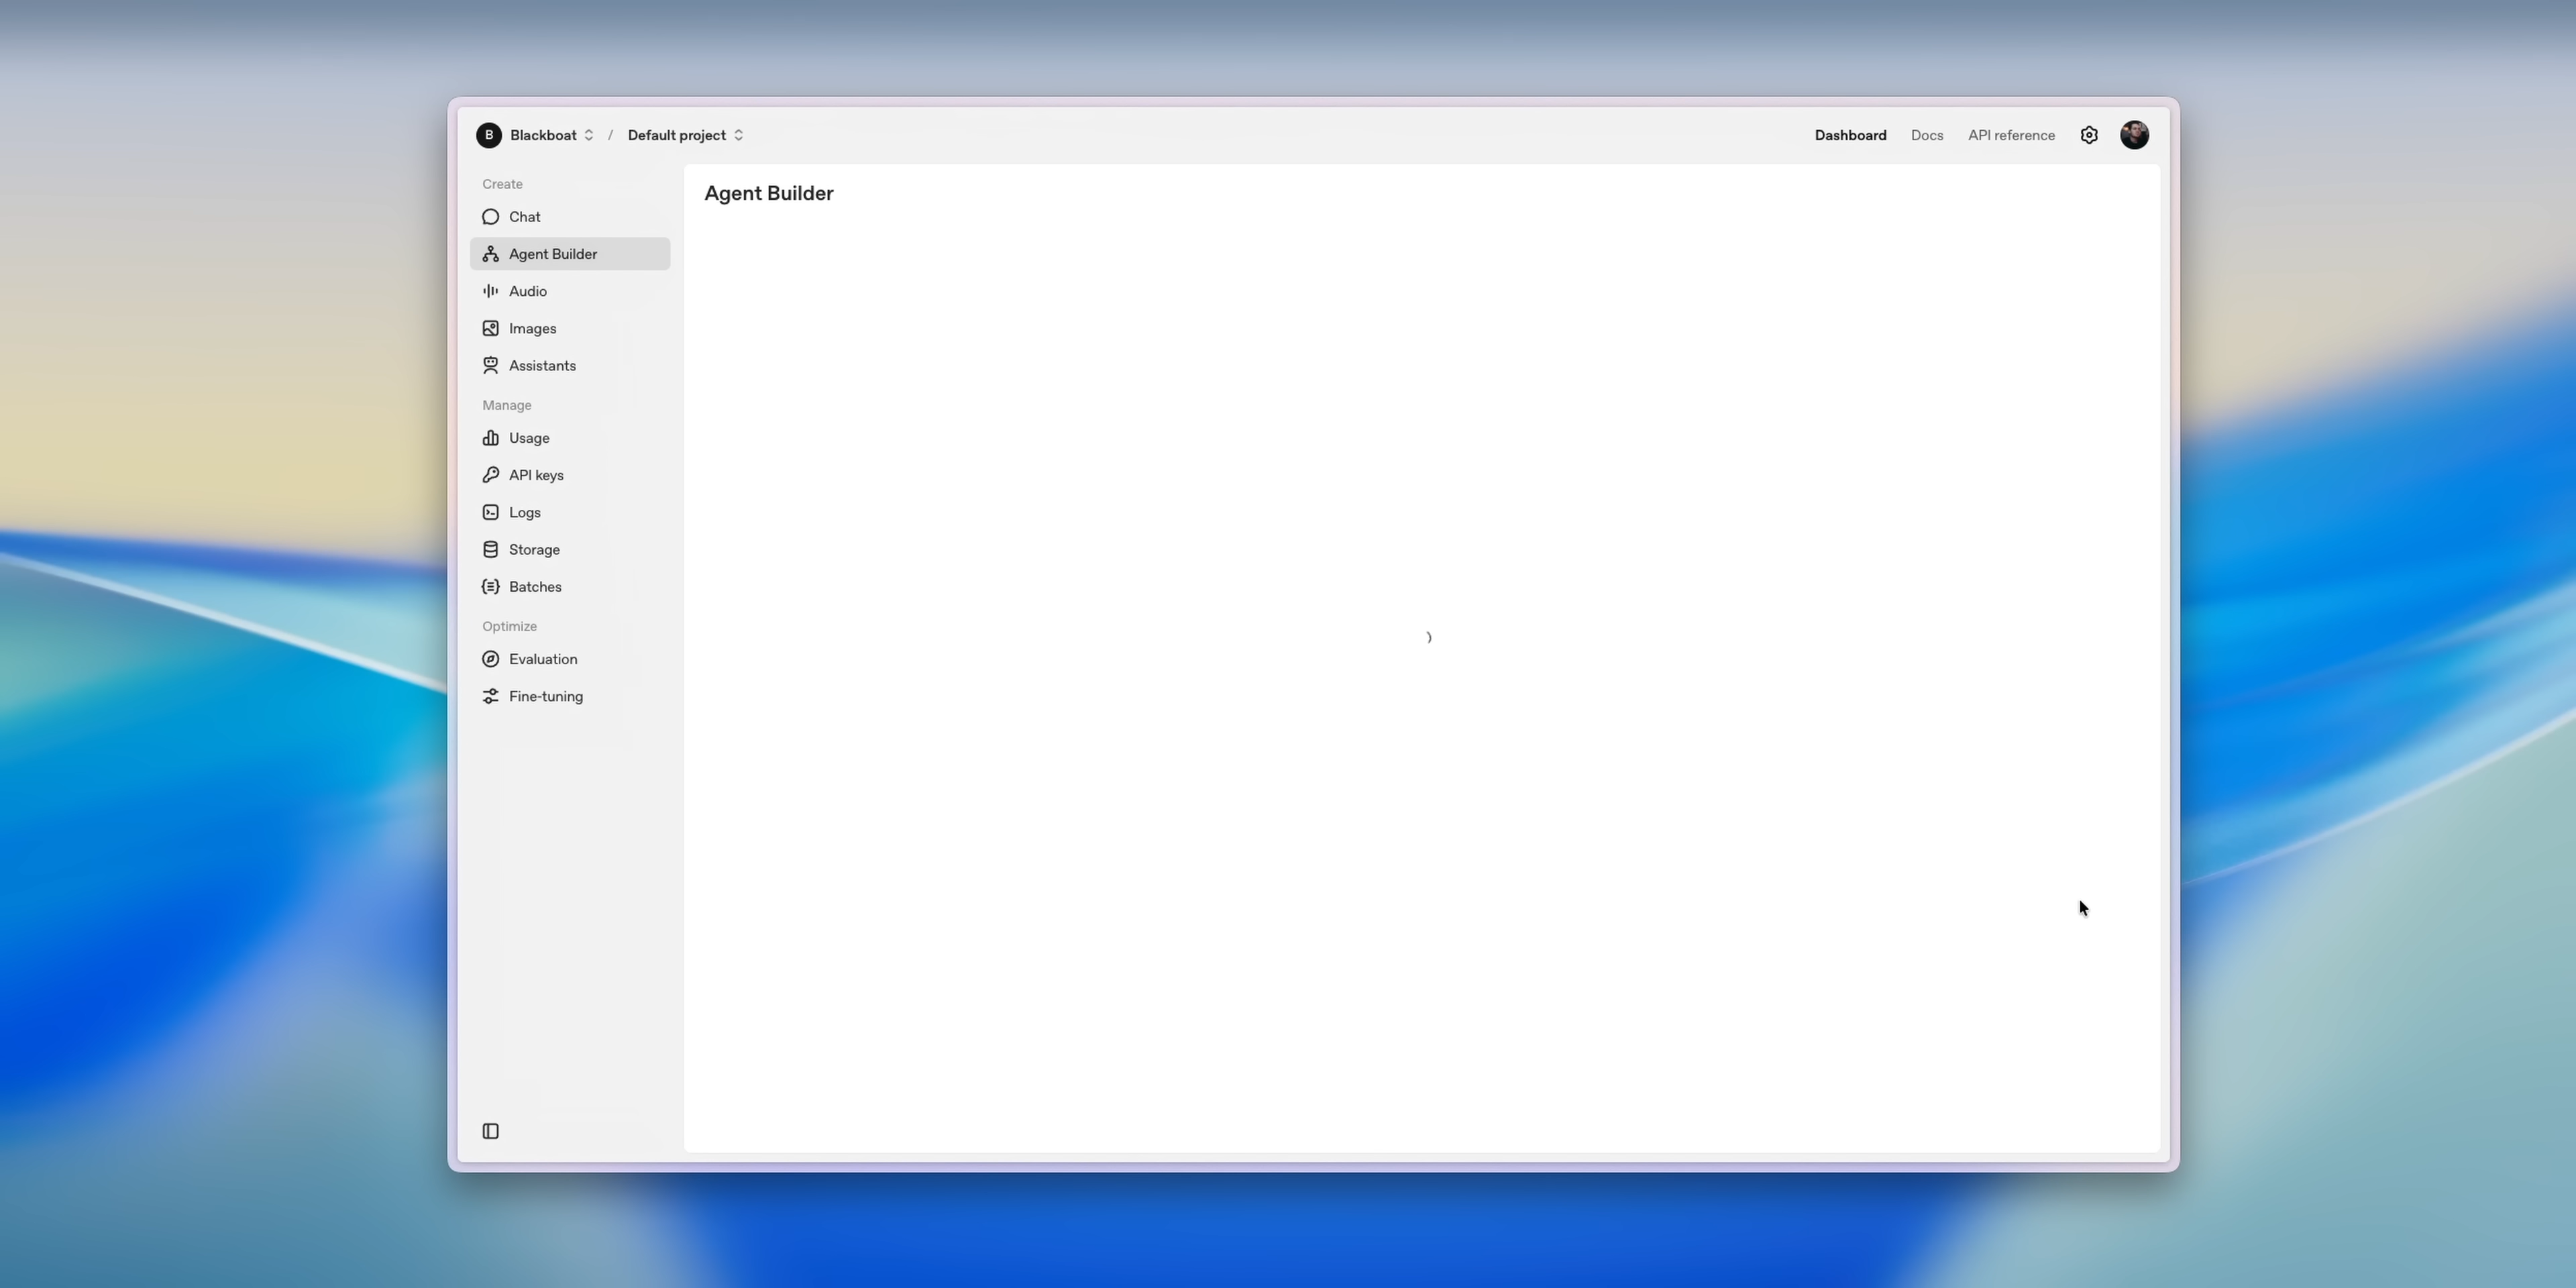 B Blackboat / Default project
Dashboard Docs API reference
Create
Chat
Agent Builder
Audio
Images
Assistants
Manage
Usage
API keys
Logs
Storage
Batches
Optimize
Evaluation
Fine-tuning
Agent Builder